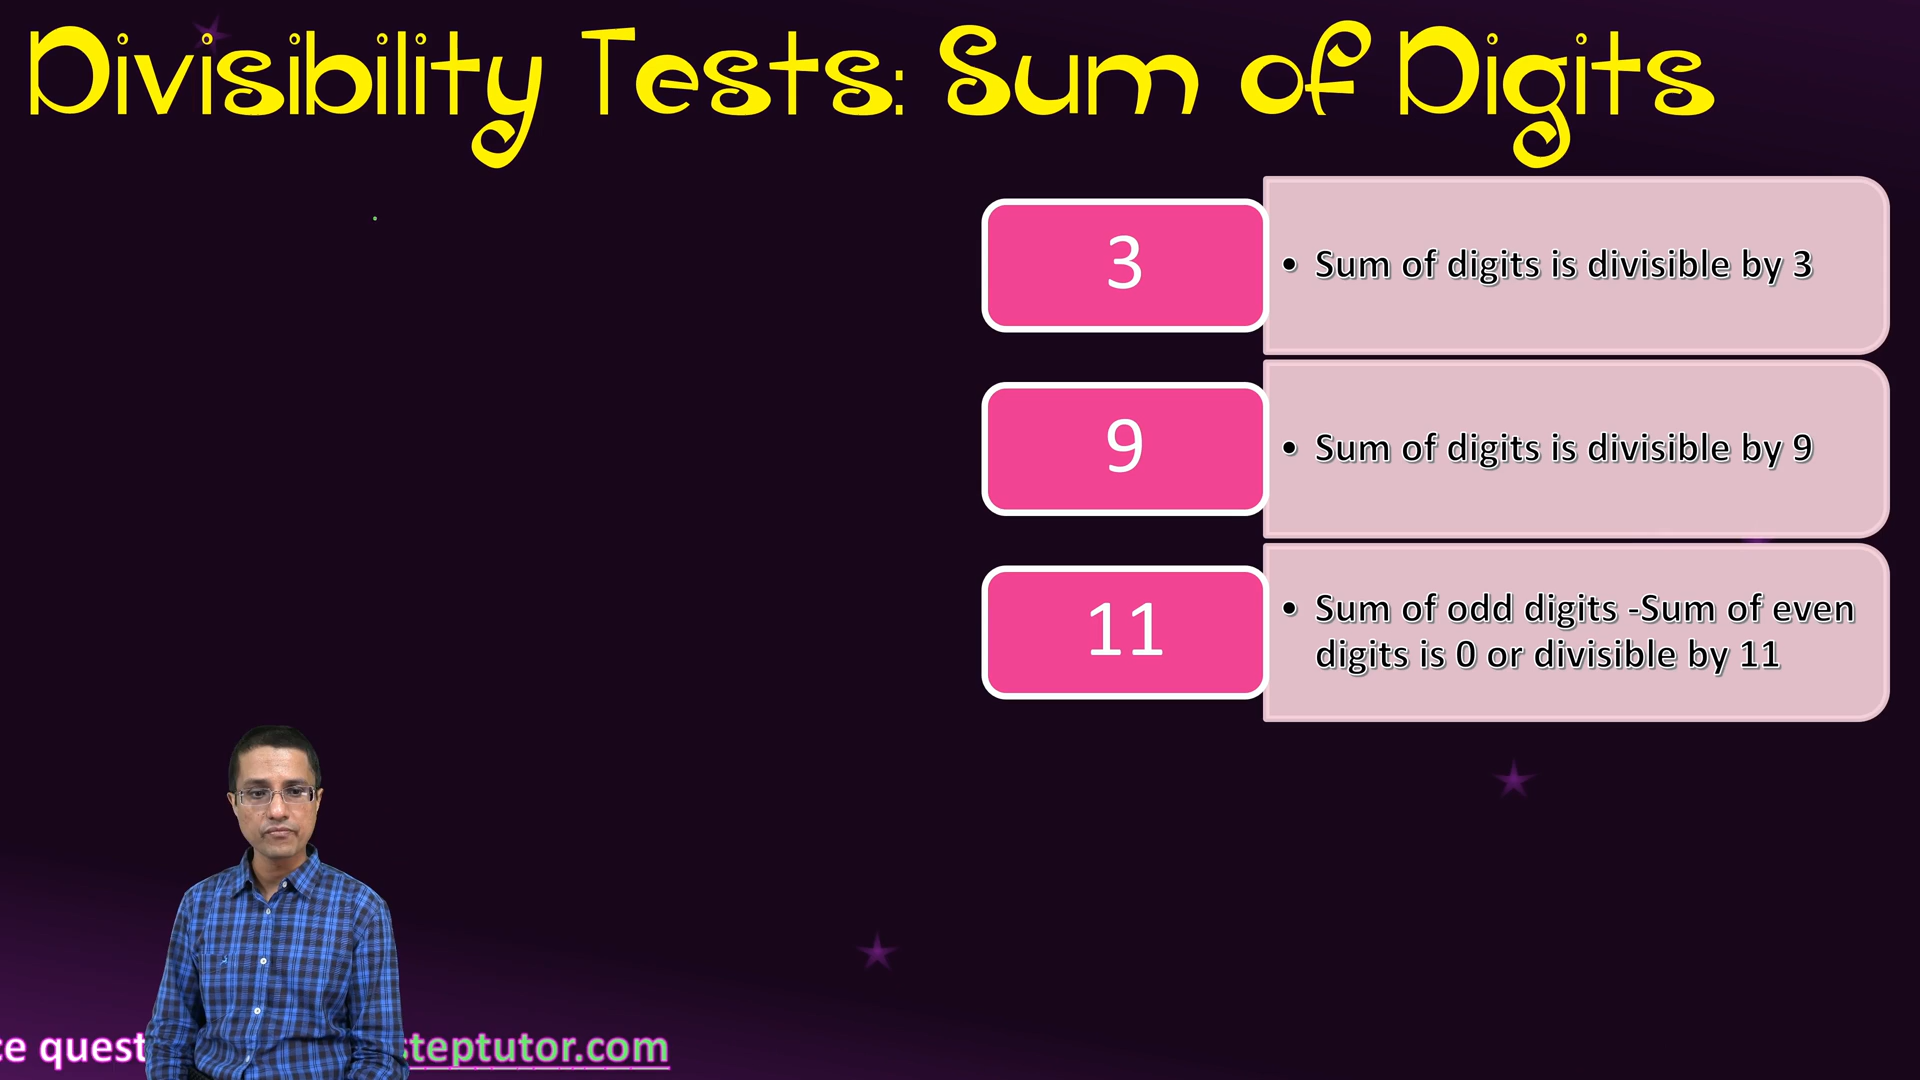 Divisibility Tests: Sum of Digits
3
• Sum of digits is divisible by 3
9
• Sum of digits is divisible by 9
11
• Sum of odd digits -Sum of even
digits is 0 or divisible by 11
steptutor.com